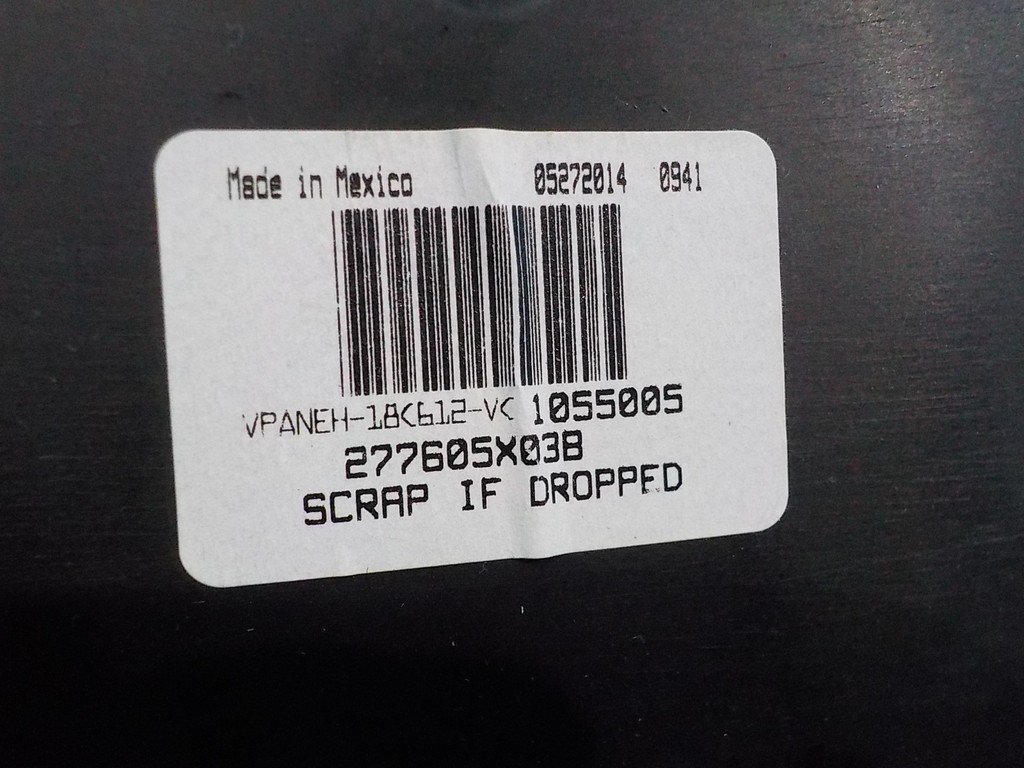 Made in Mexico 05272014 0941
VPANEH-18C612-VC 1055005
277605X03B
SCRAP IF DROPPED